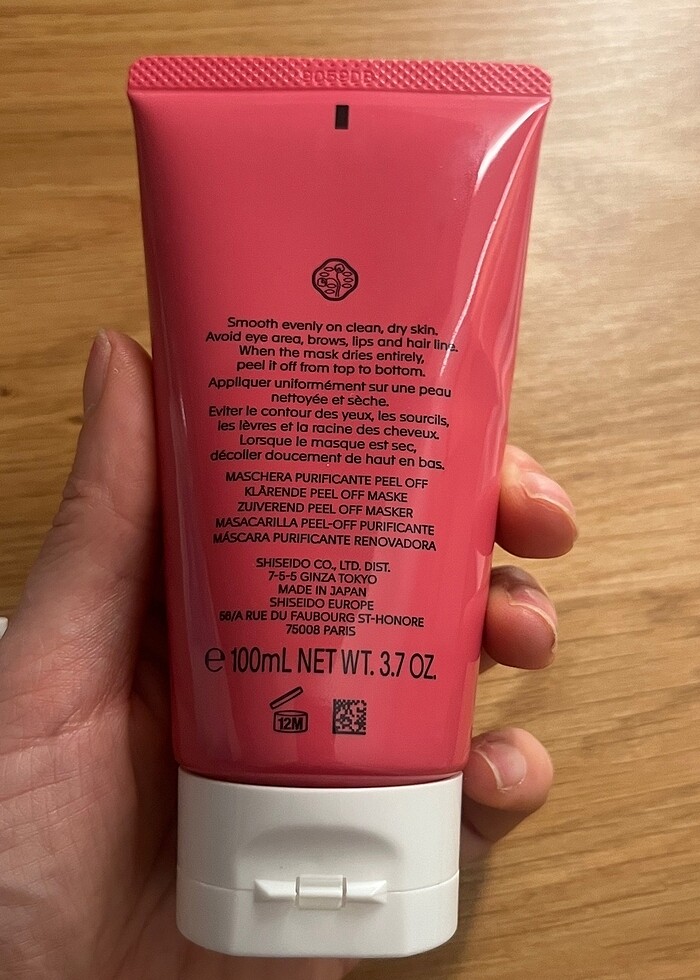 9059DB
Smooth evenly on clean, dry skin.
Avoid eye area, brows, lips and hair line.
When the mask dries entirely,
peel it off from top to bottom.
Appliquer uniformément sur une peau
nettoyée et sèche.
Eviter le contour des yeux, les sourcils,
les lèvres et la racine des cheveux.
Lorsque le masque est sec,
décoller doucement de haut en bas.
MASCHERA PURIFICANTE PEEL OFF
KLÄRENDE PEEL OFF MASKE
ZUIVEREND PEEL OFF MASKER
MASACARILLA PEEL-OFF PURIFICANTE
MÁSCARA PURIFICANTE RENOVADORA
SHISEIDO CO., LTD. DIST.
7-5-5 GINZA TOKYO
MADE IN JAPAN
SHISEIDO EUROPE
68/A RUE DU FAUBOURG ST-HONORE
75008 PARIS
e 100mL NET WT. 3.7 OZ.
12M